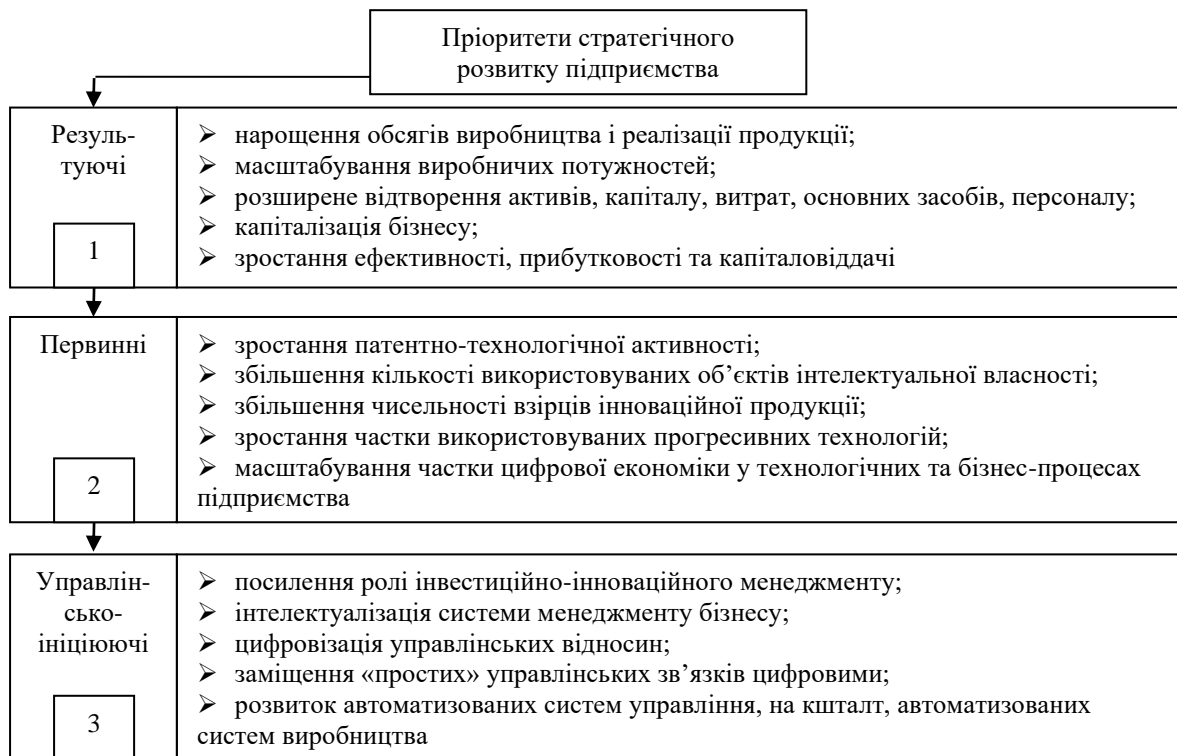 Пріоритети стратегічного
розвитку підприємства
Резуль-
туючі
1
➢ нарощення обсягів виробництва і реалізації продукції;
➢ масштабування виробничих потужностей;
➢ розширене відтворення активів, капіталу, витрат, основних засобів, персоналу;
➢ капіталізація бізнесу;
➢ зростання ефективності, прибутковості та капіталовіддачі
Первинні
2
➢ зростання патентно-технологічної активності;
➢ збільшення кількості використовуваних об’єктів інтелектуальної власності;
➢ збільшення чисельності взірців інноваційної продукції;
➢ зростання частки використовуваних прогресивних технологій;
➢ масштабування частки цифрової економіки у технологічних та бізнес-процесах
підприємства
Управлін-
сько-
ініціюючі
3
➢ посилення ролі інвестиційно-інноваційного менеджменту;
➢ інтелектуалізація системи менеджменту бізнесу;
➢ цифровізація управлінських відносин;
➢ заміщення «простих» управлінських зв’язків цифровими;
➢ розвиток автоматизованих систем управління, на кшталт, автоматизованих
систем виробництва